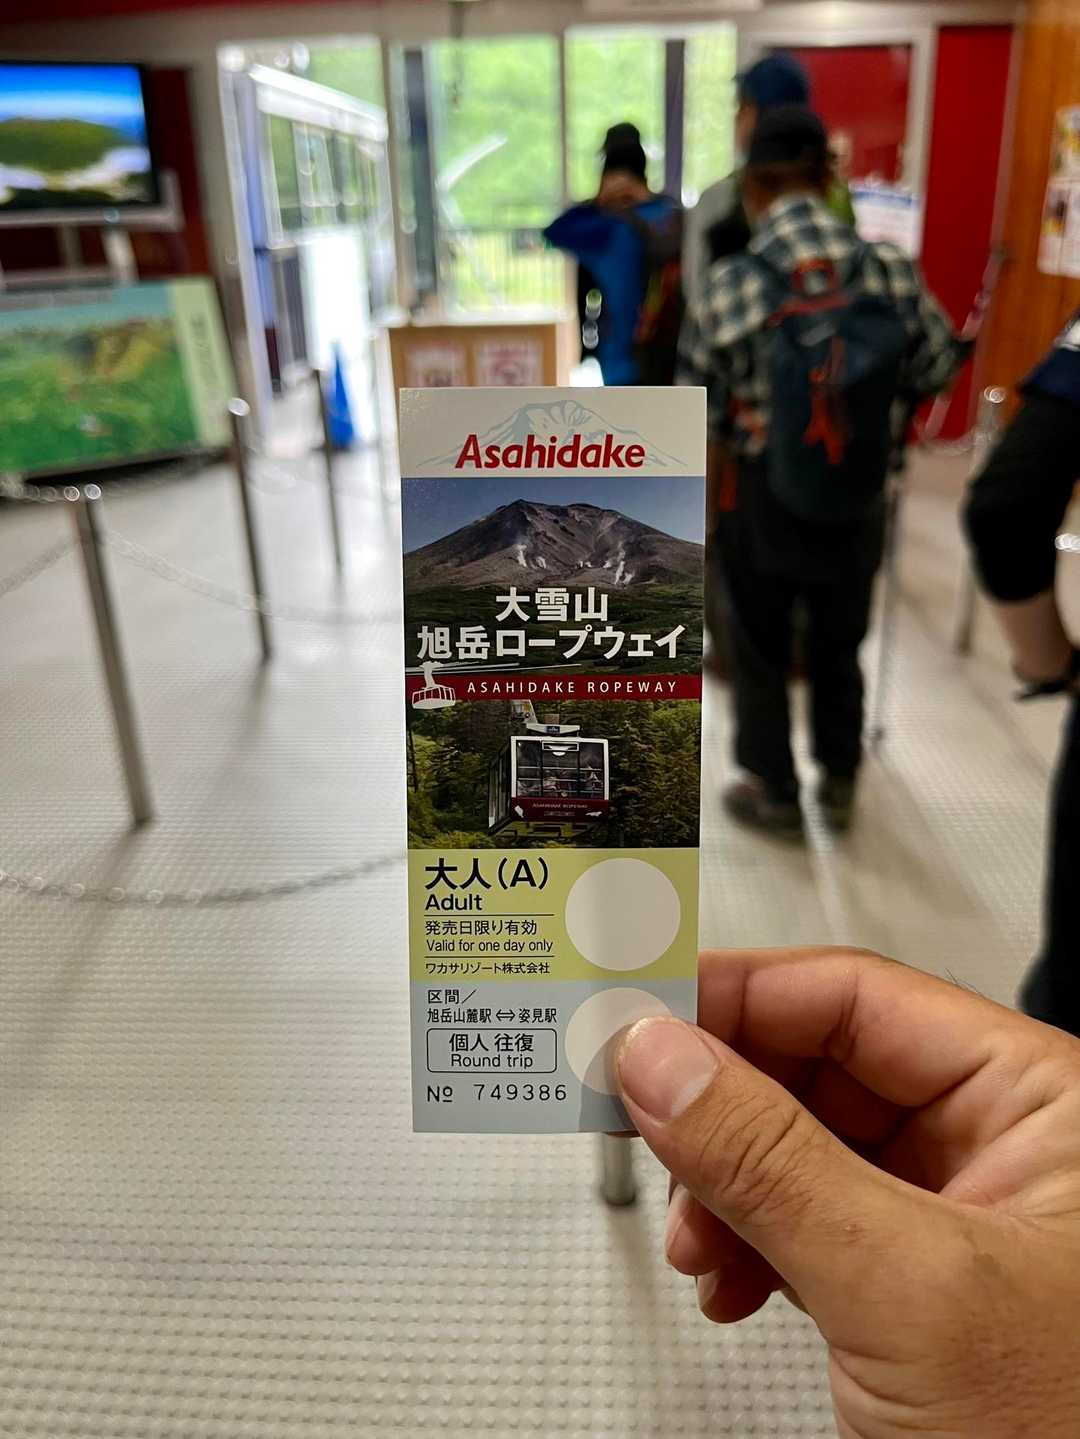 Asahidake
大雪山
旭岳ロープウェイ
ASAHIDAKE ROPEWAY
ASAHIDAKE ROPEWAY
大人(A)
Adult
発売日限り有効
Valid for one day only
ワカサリゾート株式会社
区間／
旭岳山麓駅⇔姿見駅
個人 往復
Round trip
№ 749386